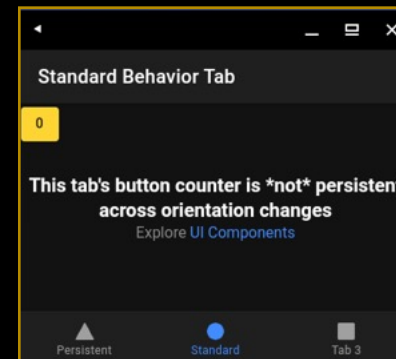 Standard Behavior Tab
0
This tab's button counter is *not* persistent
across orientation changes
Explore UI Components
Persistent Standard Tab 3